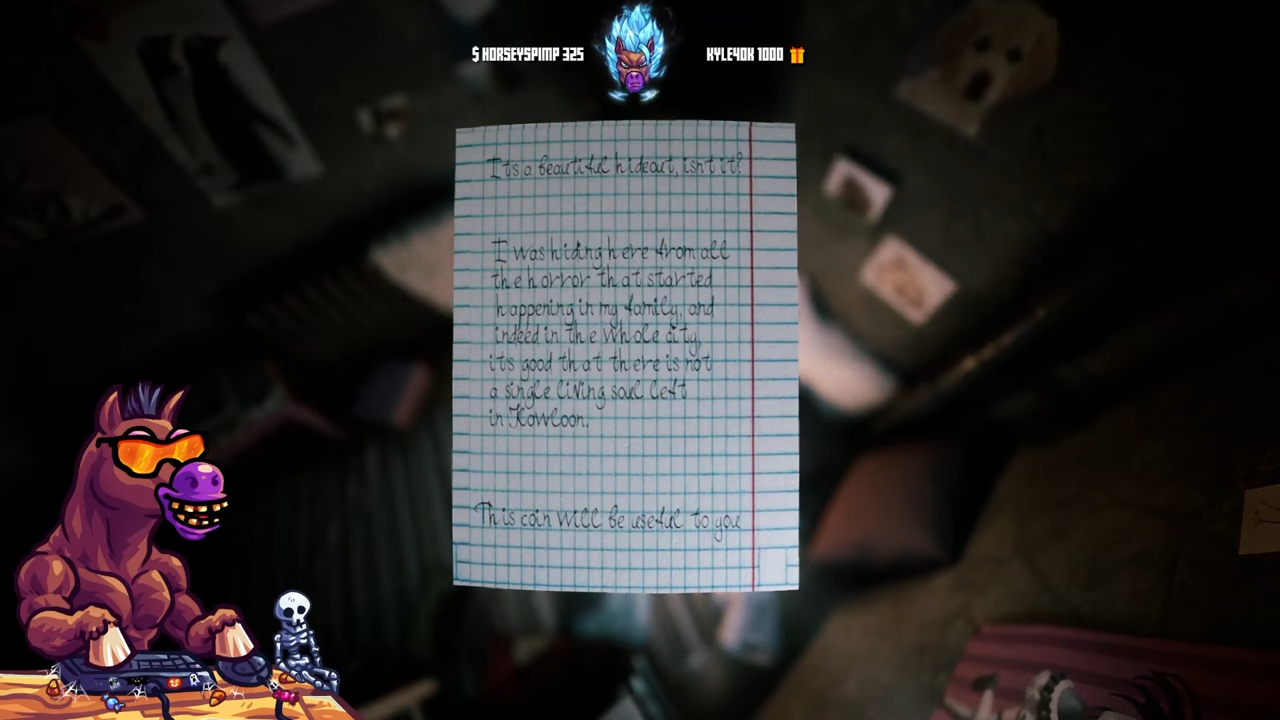 $ HORSEYSPIMP 325
KYLE40K 1000
It's a beautiful hideout, isn't it?
I was hiding here from all
the horror that started
happening in my family, and
indeed in the whole city,
it's good that there is not
a single living soul left
in Kowloon.
This coin will be useful to you